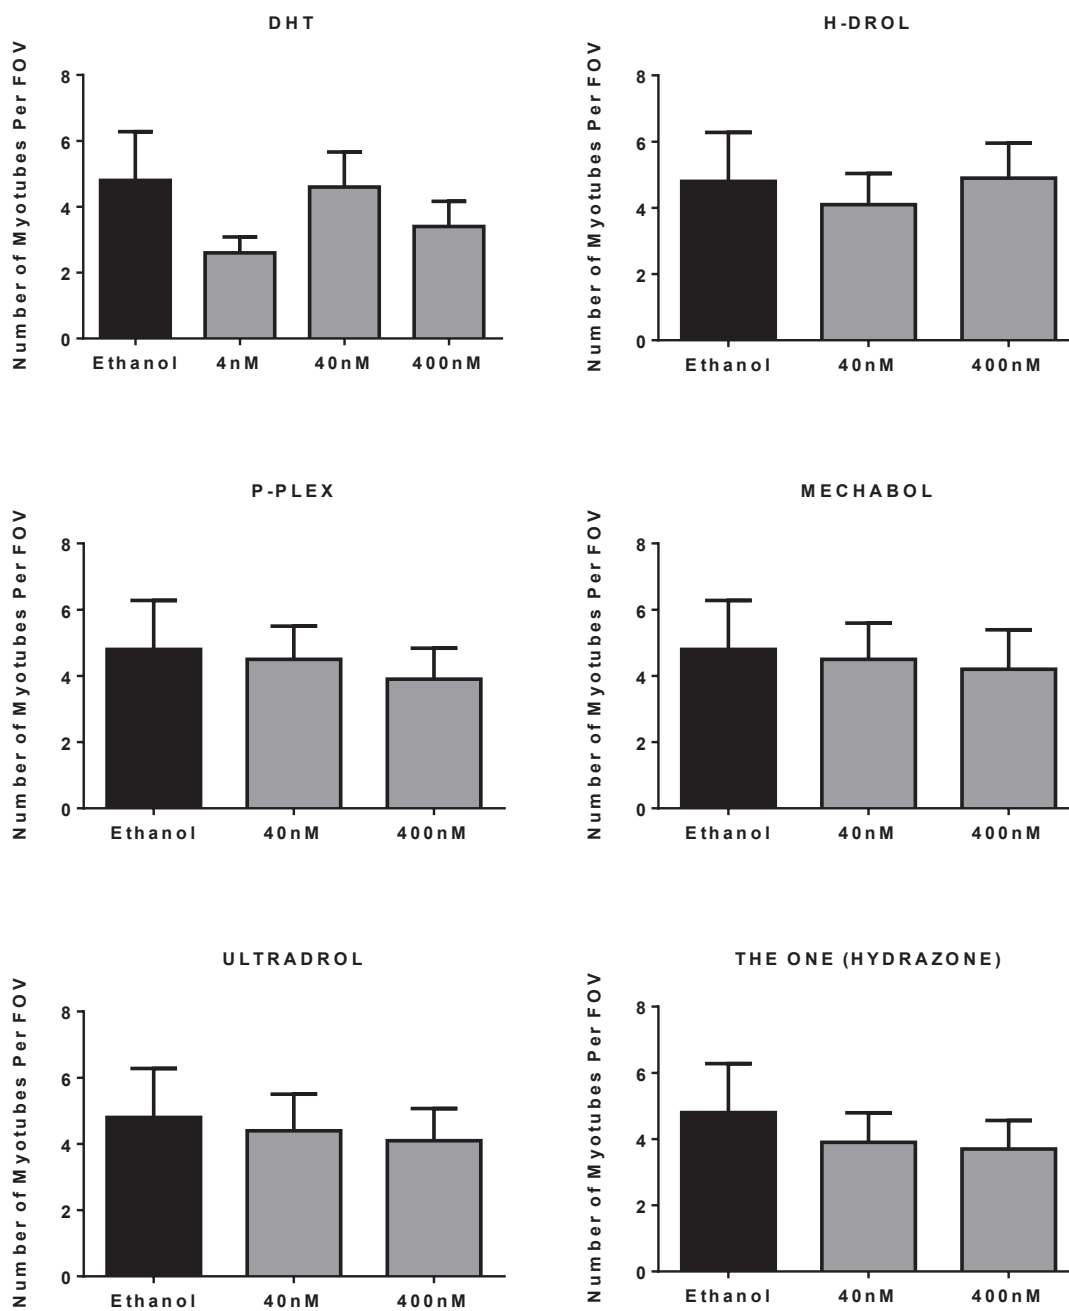 DHT
Number of Myotubes Per FOV
8
6
4
2
0
Ethanol 4nM 40nM 400nM
H-DROL
Number of Myotubes Per FOV
8
6
4
2
0
Ethanol 40nM 400nM
P-PLEX
Number of Myotubes Per FOV
8
6
4
2
0
Ethanol 40nM 400nM
MECHABOL
Number of Myotubes Per FOV
8
6
4
2
0
Ethanol 40nM 400nM
ULTRADROL
Number of Myotubes Per FOV
8
6
4
2
0
Ethanol 40nM 400nM
THE ONE (HYDRAZONE)
Number of Myotubes Per FOV
8
6
4
2
0
Ethanol 40nM 400nM